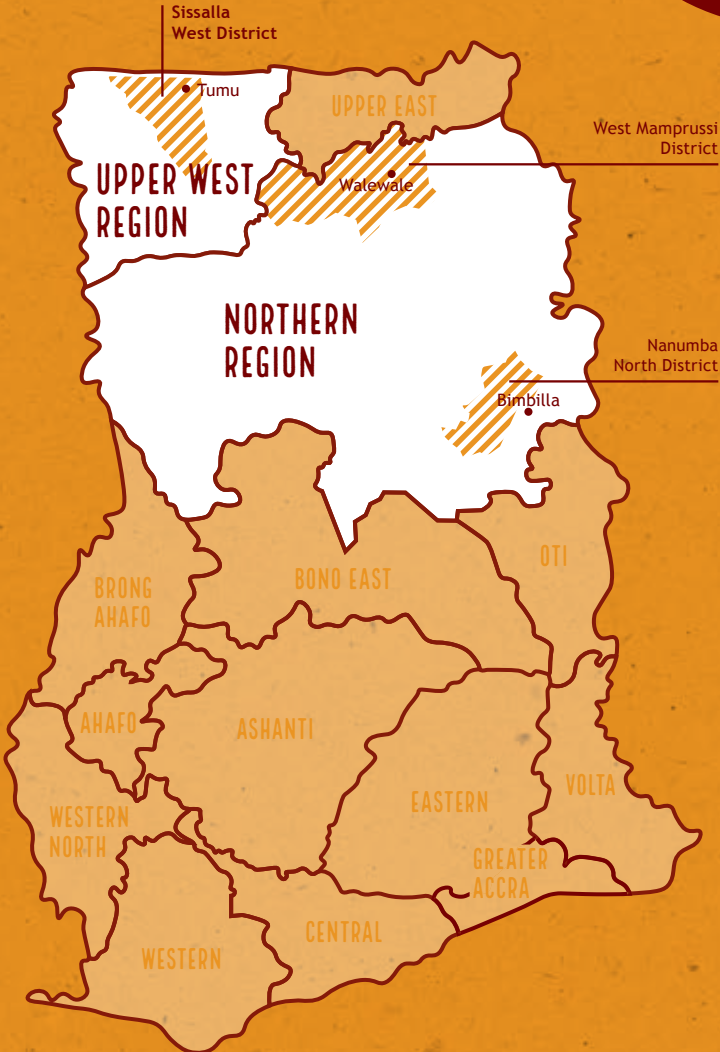 Sissalla
West District
Tumu
UPPER EAST
West Mamprussi
District
UPPER WEST
REGION
Walewale
NORTHERN
REGION
Nanumba
North District
Bimbilla
OTI
BONO EAST
BRONG
AHAFO
AHAFO
ASHANTI
VOLTA
EASTERN
WESTERN
NORTH
GREATER
ACCRA
CENTRAL
WESTERN